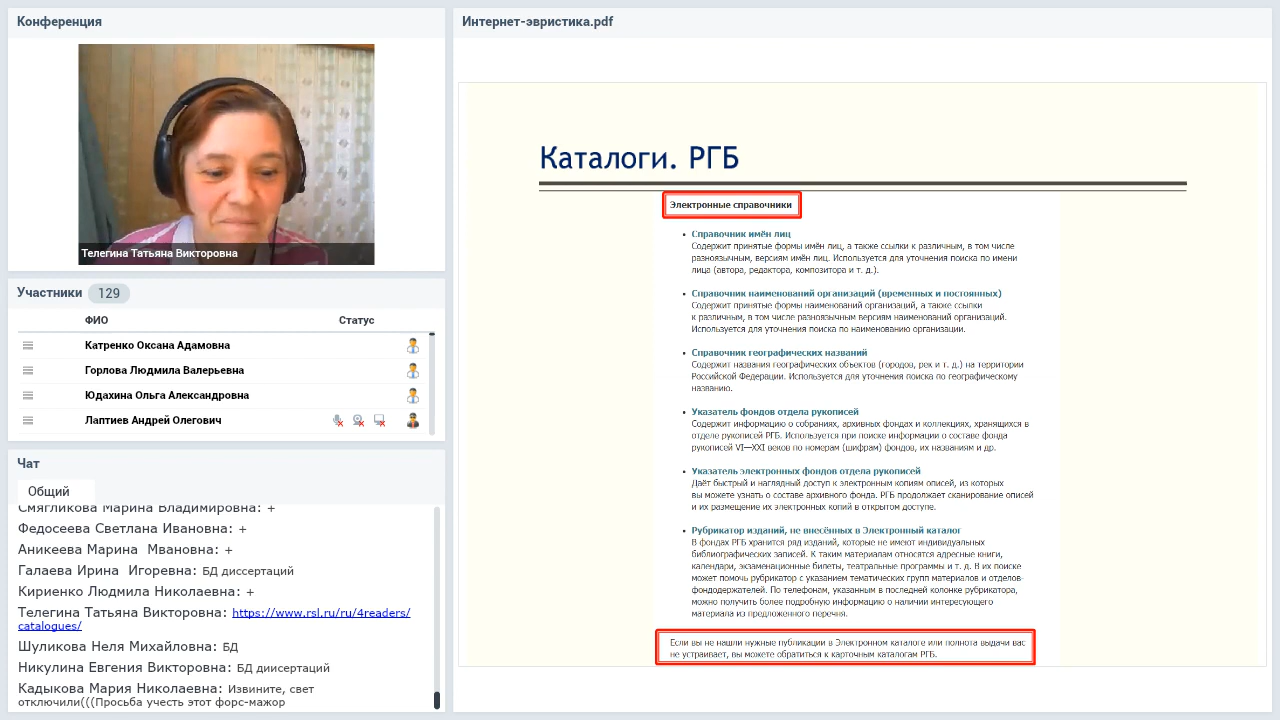 Конференция
Телегина Татьяна Викторовна
Участники 129
ФИО Статус
Катренко Оксана Адамовна
Горлова Людмила Валерьевна
Юдахина Ольга Александровна
Лаптиев Андрей Олегович
Чат
Общий
Смягликова Марина Владимировна: +
Федосеева Светлана Ивановна: +
Аникеева Марина Мвановна: +
Галаева Ирина Игоревна: БД диссертаций
Кириенко Людмила Николаевна: +
Телегина Татьяна Викторовна: https://www.rsl.ru/ru/4readers/
catalogues/
Шуликова Неля Михайловна: БД
Никулина Евгения Викторовна: БД диисертаций
Кадыкова Мария Николаевна: Извините, свет
отключили(((Просьба учесть этот форс-мажор
Интернет-эвристика.pdf
Каталоги. РГБ
Электронные справочники
• Справочник имён лиц
Содержит принятые формы имён лиц, а также ссылки к различным, в том числе
разноязычным, версиям имён лиц. Используется для уточнения поиска по имени
лица (автора, редактора, композитора и т. д.).
• Справочник наименований организаций (временных и постоянных)
Содержит принятые формы наименований организаций, а также ссылки
к различным, в том числе разноязычным версиям наименований организаций.
Используется для уточнения поиска по наименованию организации.
• Справочник географических названий
Содержит названия географических объектов (городов, рек и т. д.) на территории
Российской Федерации. Используется для уточнения поиска по географическому
названию.
• Указатель фондов отдела рукописей
Содержит информацию о собраниях, архивных фондах и коллекциях, хранящихся в
отделе рукописей РГБ. Используется при поиске информации о составе фонда
рукописей VI—XXI веков по номерам (шифрам) фондов, их названиям и др.
• Указатель электронных фондов отдела рукописей
Даёт быстрый и наглядный доступ к электронным копиям описей, из которых
вы можете узнать о составе архивного фонда. РГБ продолжает сканирование описей
и их размещение их электронных копий в открытом доступе.
• Рубрикатор изданий, не внесённых в Электронный каталог
В фондах РГБ хранится ряд изданий, которые не имеют индивидуальных
библиографических записей. К таким материалам относятся адресные книги,
календари, экзаменационные билеты, театральные программы и т. д. В их поиске
может помочь рубрикатор с указанием тематических групп материалов и отделов-
фондодержателей. По телефонам, указанным в последней колонке рубрикатора,
можно получить более подробную информацию о наличии интересующего
материала из предложенного перечня.
Если вы не нашли нужные публикации в Электронном каталоге или полнота выдачи вас
не устраивает, вы можете обратиться к карточным каталогам РГБ.